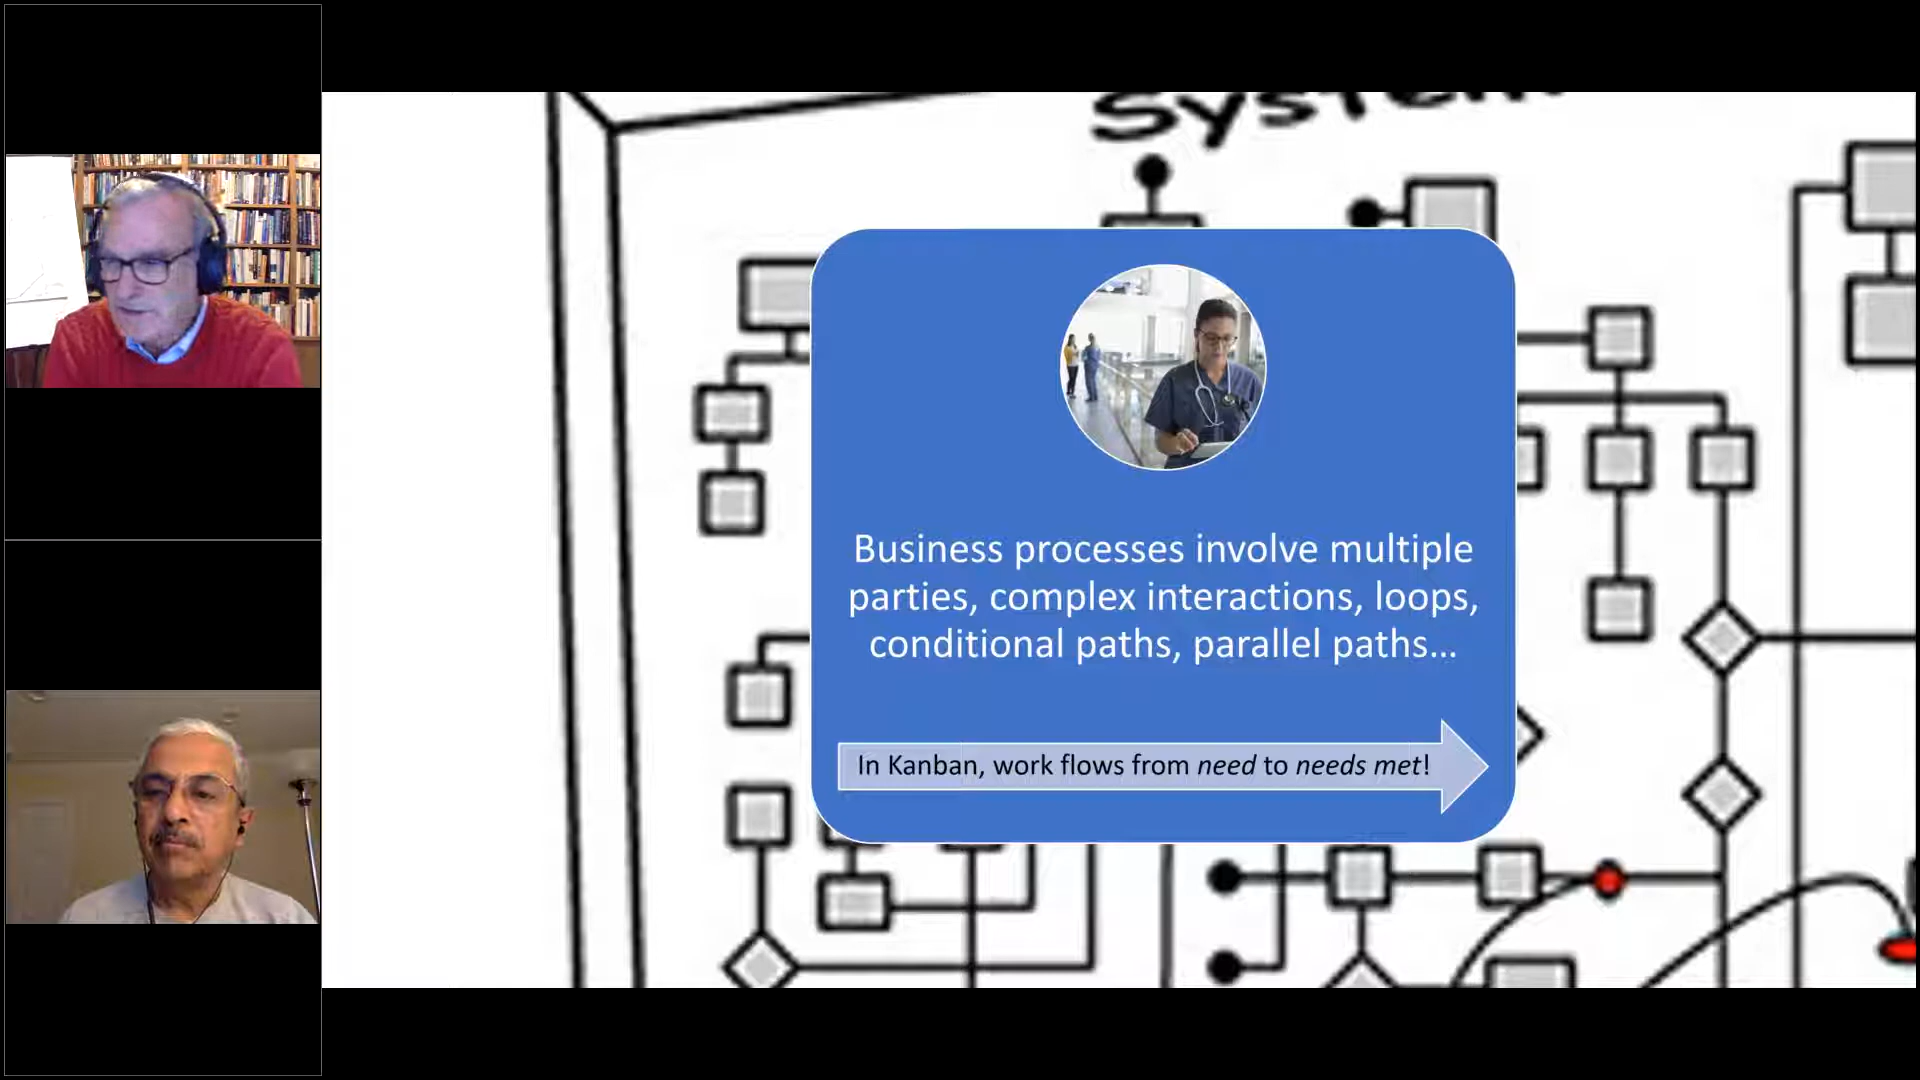 System
Business processes involve multiple
parties, complex interactions, loops,
conditional paths, parallel paths...
In Kanban, work flows from need to needs met!